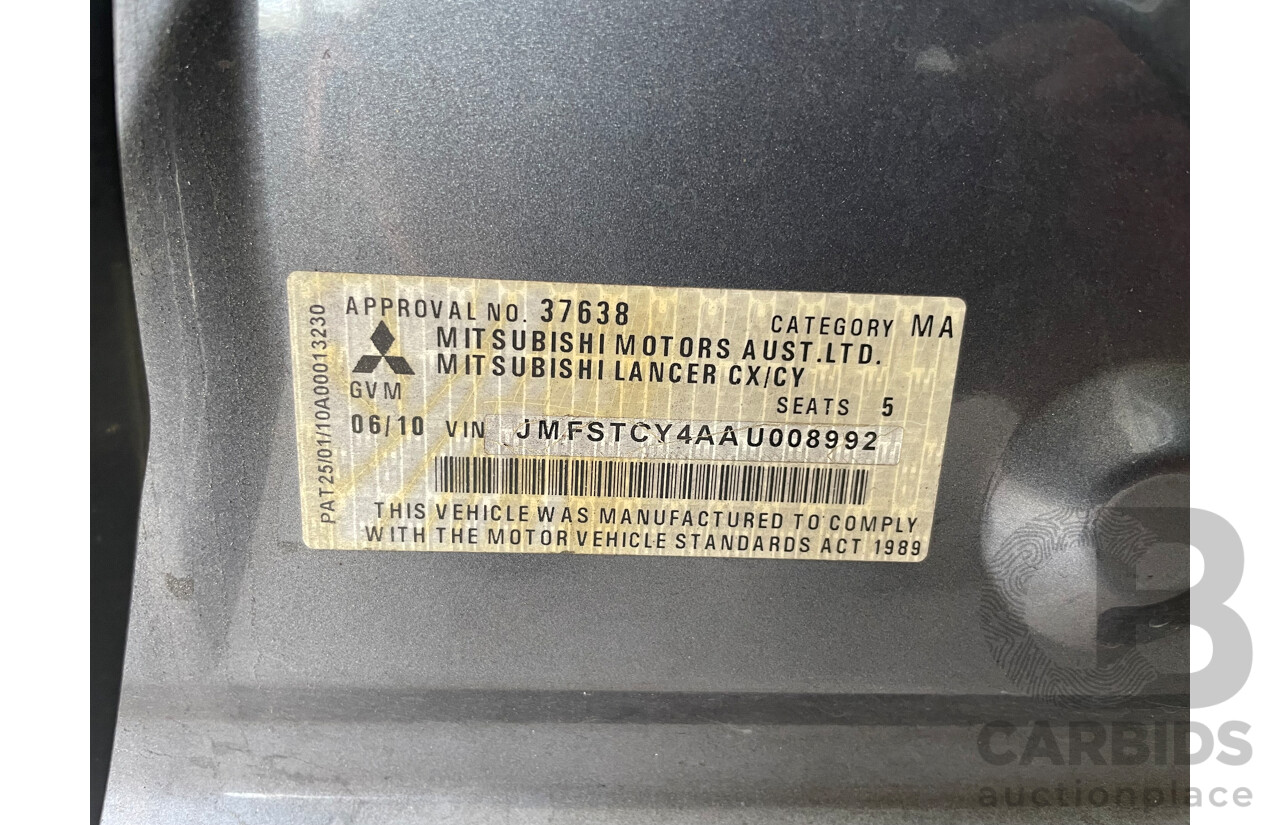 APPROVAL NO. 37638
CATEGORY MA
MITSUBISHI MOTORS AUST.LTD.
MITSUBISHI LANCER CX/CY
GVM
SEATS 5
06/10 VIN JMFSTCY4AAU008992
THIS VEHICLE WAS MANUFACTURED TO COMPLY
WITH THE MOTOR VEHICLE STANDARDS ACT 1989
PAT25/01/10A00013230
CB
CARBIDS
auctionplace